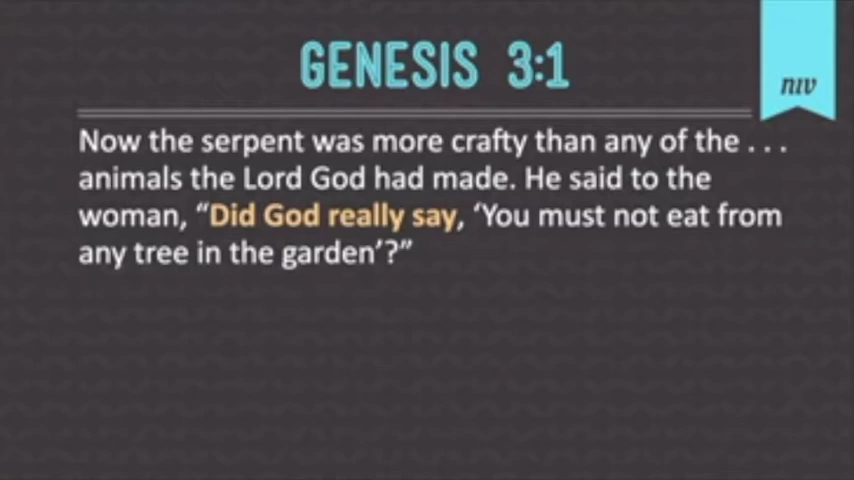 GENESIS 3:1
niv
Now the serpent was more crafty than any of the . . .
animals the Lord God had made. He said to the
woman, “Did God really say, ‘You must not eat from
any tree in the garden’?”